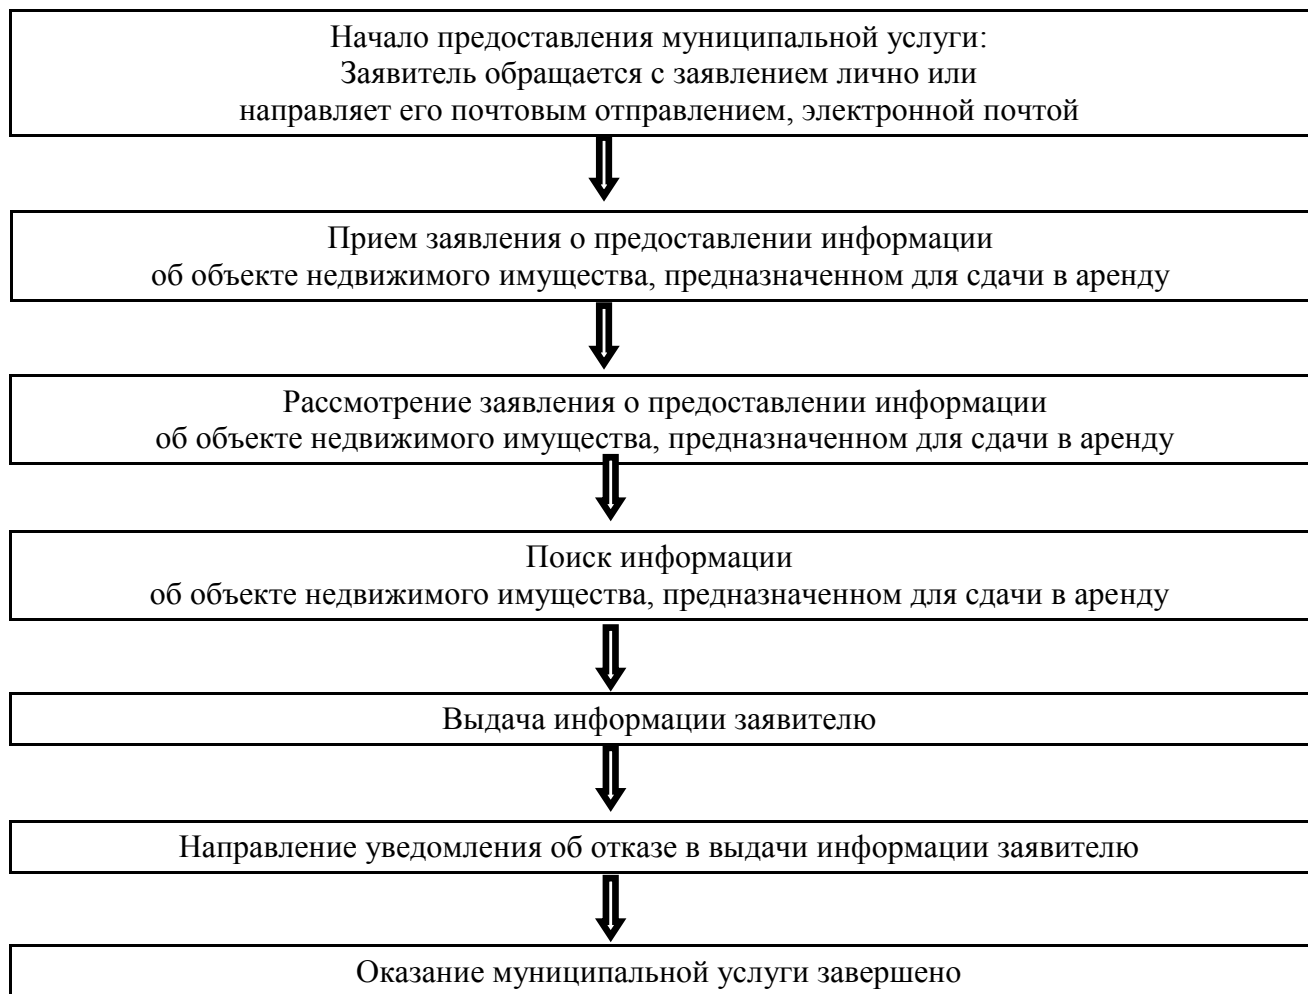 Начало предоставления муниципальной услуги:
Заявитель обращается с заявлением лично или
направляет его почтовым отправлением, электронной почтой
Прием заявления о предоставлении информации
об объекте недвижимого имущества, предназначенном для сдачи в аренду
Рассмотрение заявления о предоставлении информации
об объекте недвижимого имущества, предназначенном для сдачи в аренду
Поиск информации
об объекте недвижимого имущества, предназначенном для сдачи в аренду
Выдача информации заявителю
Направление уведомления об отказе в выдачи информации заявителю
Оказание муниципальной услуги завершено